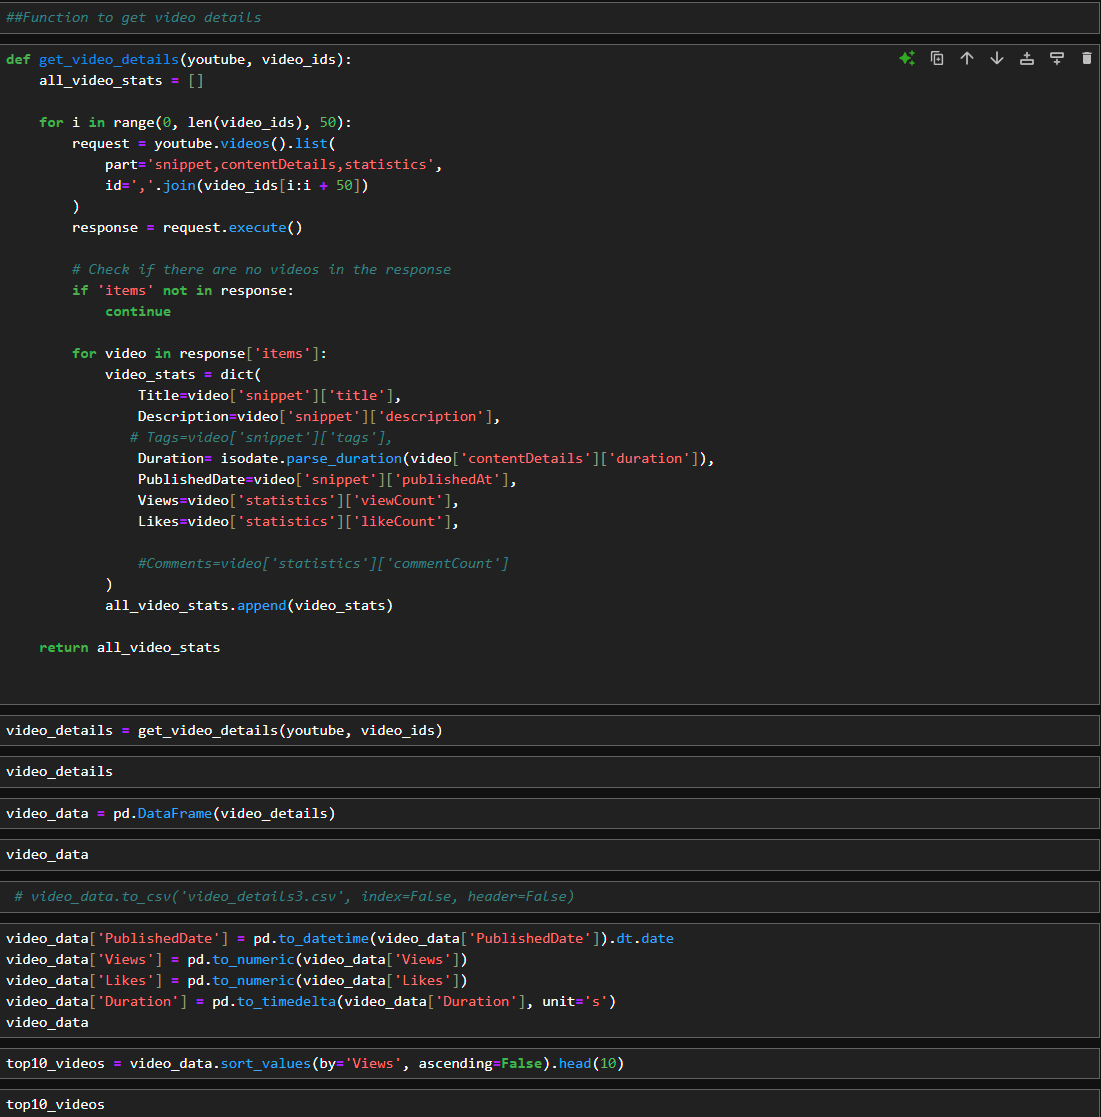 ##Function to get video details
def get_video_details(youtube, video_ids):
    all_video_stats = []
    for i in range(0, len(video_ids), 50):
        request = youtube.videos().list(
            part='snippet,contentDetails,statistics',
            id=','.join(video_ids[i:i + 50])
        )
        response = request.execute()
        # Check if there are no videos in the response
        if 'items' not in response:
            continue
        for video in response['items']:
            video_stats = dict(
                Title=video['snippet']['title'],
                Description=video['snippet']['description'],
               # Tags=video['snippet']['tags'],
                Duration= isodate.parse_duration(video['contentDetails']['duration']),
                PublishedDate=video['snippet']['publishedAt'],
                Views=video['statistics']['viewCount'],
                Likes=video['statistics']['likeCount'],
                #Comments=video['statistics']['commentCount']
            )
            all_video_stats.append(video_stats)
    return all_video_stats
video_details = get_video_details(youtube, video_ids)
video_details
video_data = pd.DataFrame(video_details)
video_data
 # video_data.to_csv('video_details3.csv', index=False, header=False)
video_data['PublishedDate'] = pd.to_datetime(video_data['PublishedDate']).dt.date
video_data['Views'] = pd.to_numeric(video_data['Views'])
video_data['Likes'] = pd.to_numeric(video_data['Likes'])
video_data['Duration'] = pd.to_timedelta(video_data['Duration'], unit='s')
video_data
top10_videos = video_data.sort_values(by='Views', ascending=False).head(10)
top10_videos